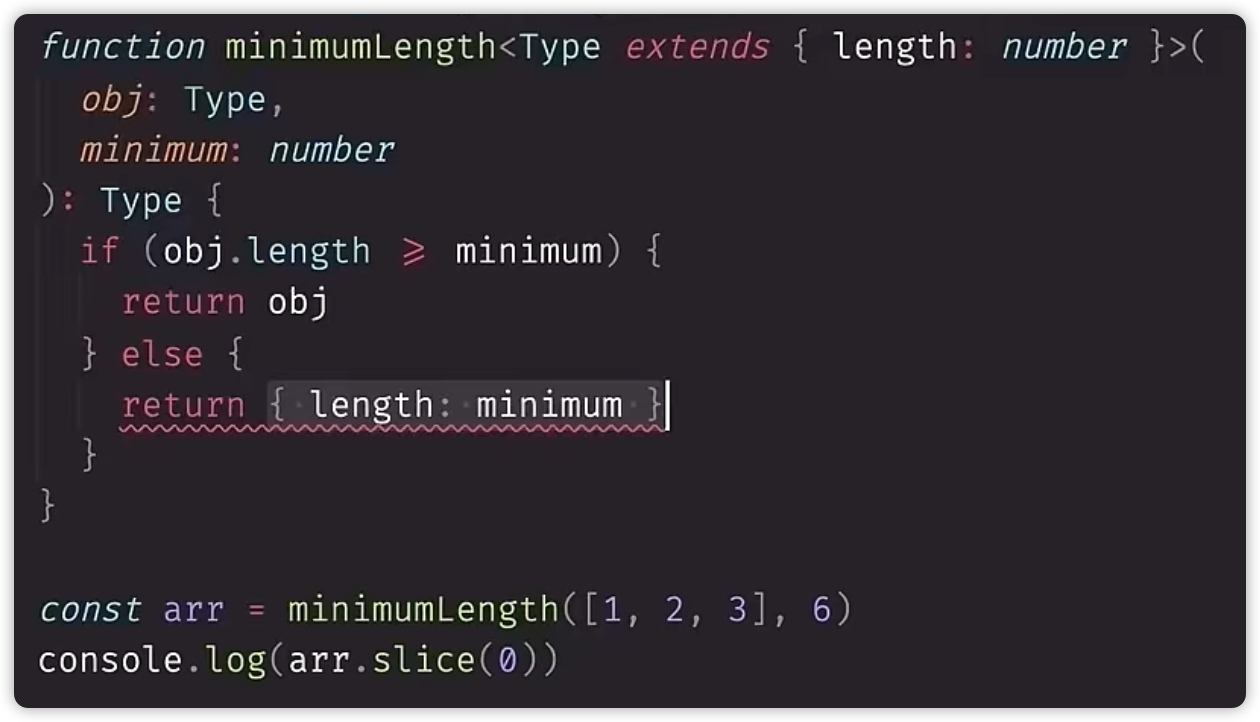 function minimumLength<Type extends { length: number }>(
  obj: Type,
  minimum: number
): Type {
  if (obj.length >= minimum) {
    return obj
  } else {
    return { length: minimum }
  }
}

const arr = minimumLength([1, 2, 3], 6)
console.log(arr.slice(0))